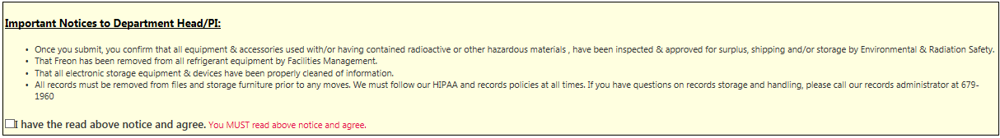 Important Notices to Department Head/PI:
• Once you submit, you confirm that all equipment & accessories used with/or having contained radioactive or other hazardous materials , have been inspected & approved for surplus, shipping and/or storage by Environmental & Radiation Safety.
• That Freon has been removed from all refrigerant equipment by Facilities Management.
• That all electronic storage equipment & devices have been properly cleaned of information.
• All records must be removed from files and storage furniture prior to any moves. We must follow our HIPAA and records policies at all times. If you have questions on records storage and handling, please call our records administrator at 679-
1960
I have the read above notice and agree. You MUST read above notice and agree.